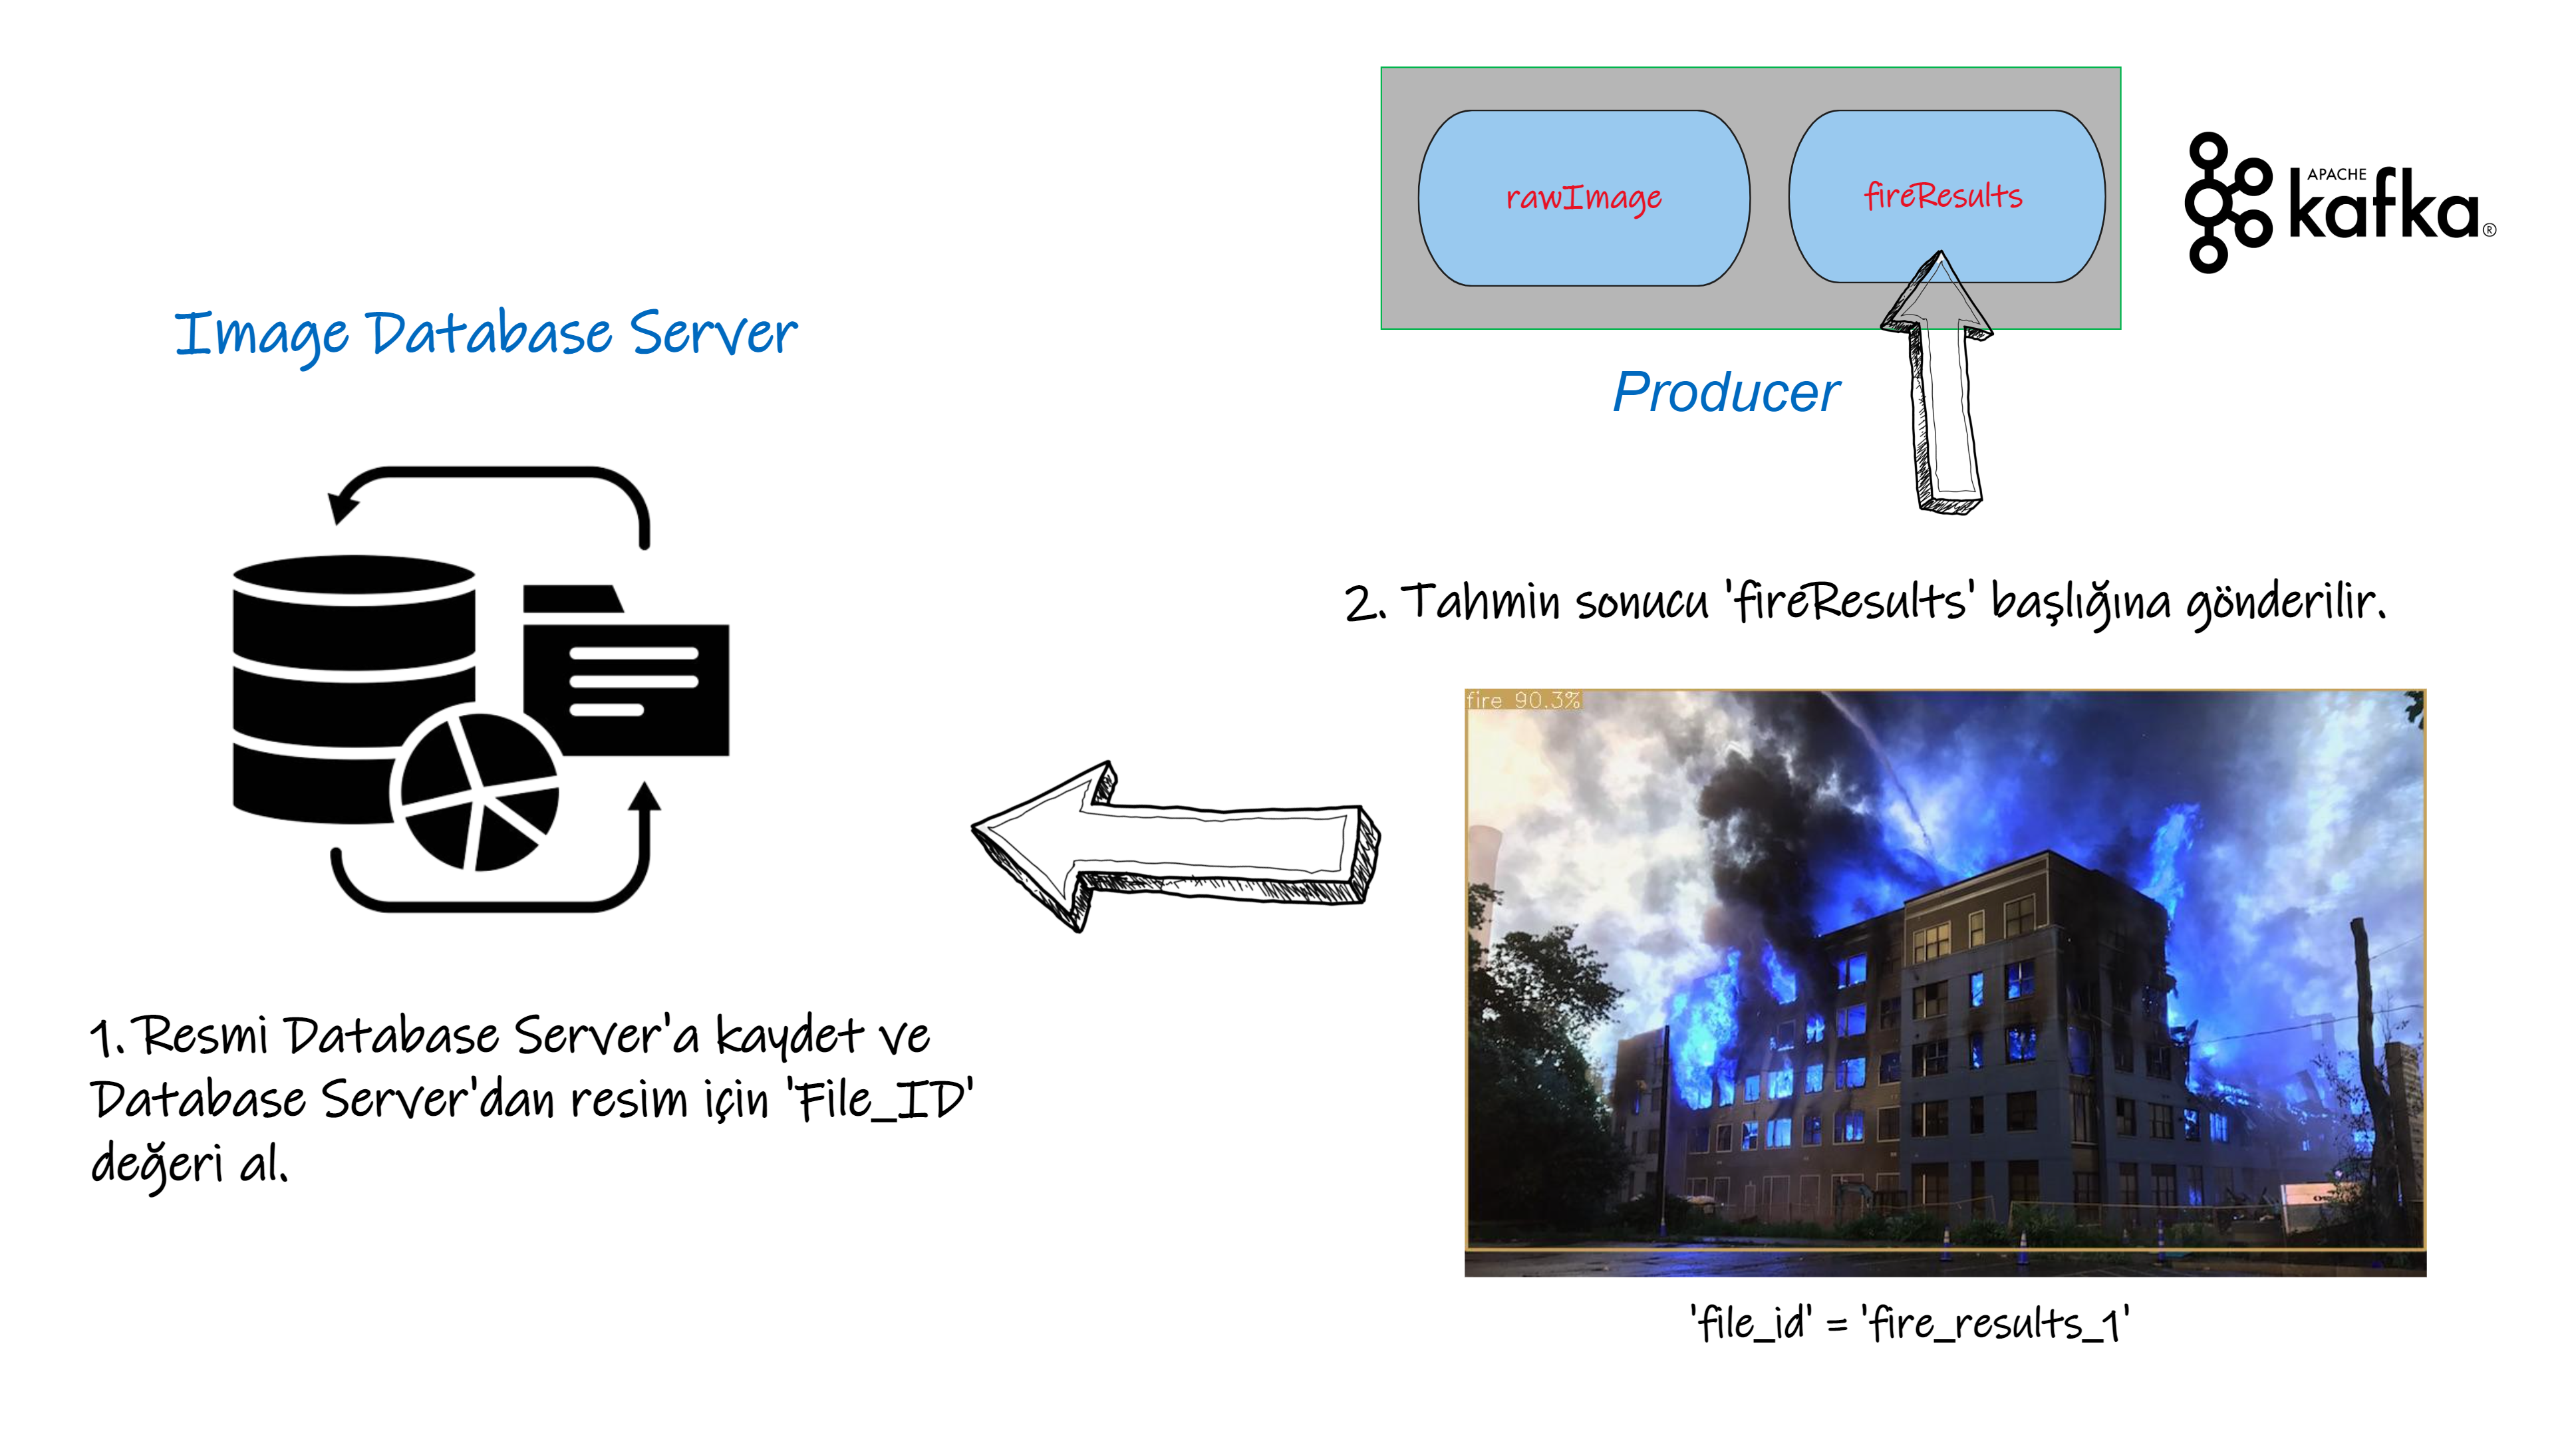 rawImage
fireResults
APACHE
kafka®
Image Database Server
Producer
2. Tahmin sonucu 'fireResults' başlığına gönderilir.
fire 90.3%
1. Resmi Database Server'a kaydet ve
Database Server'dan resim için 'File_ID'
değeri al.
'file_id' = 'fire_results_1'